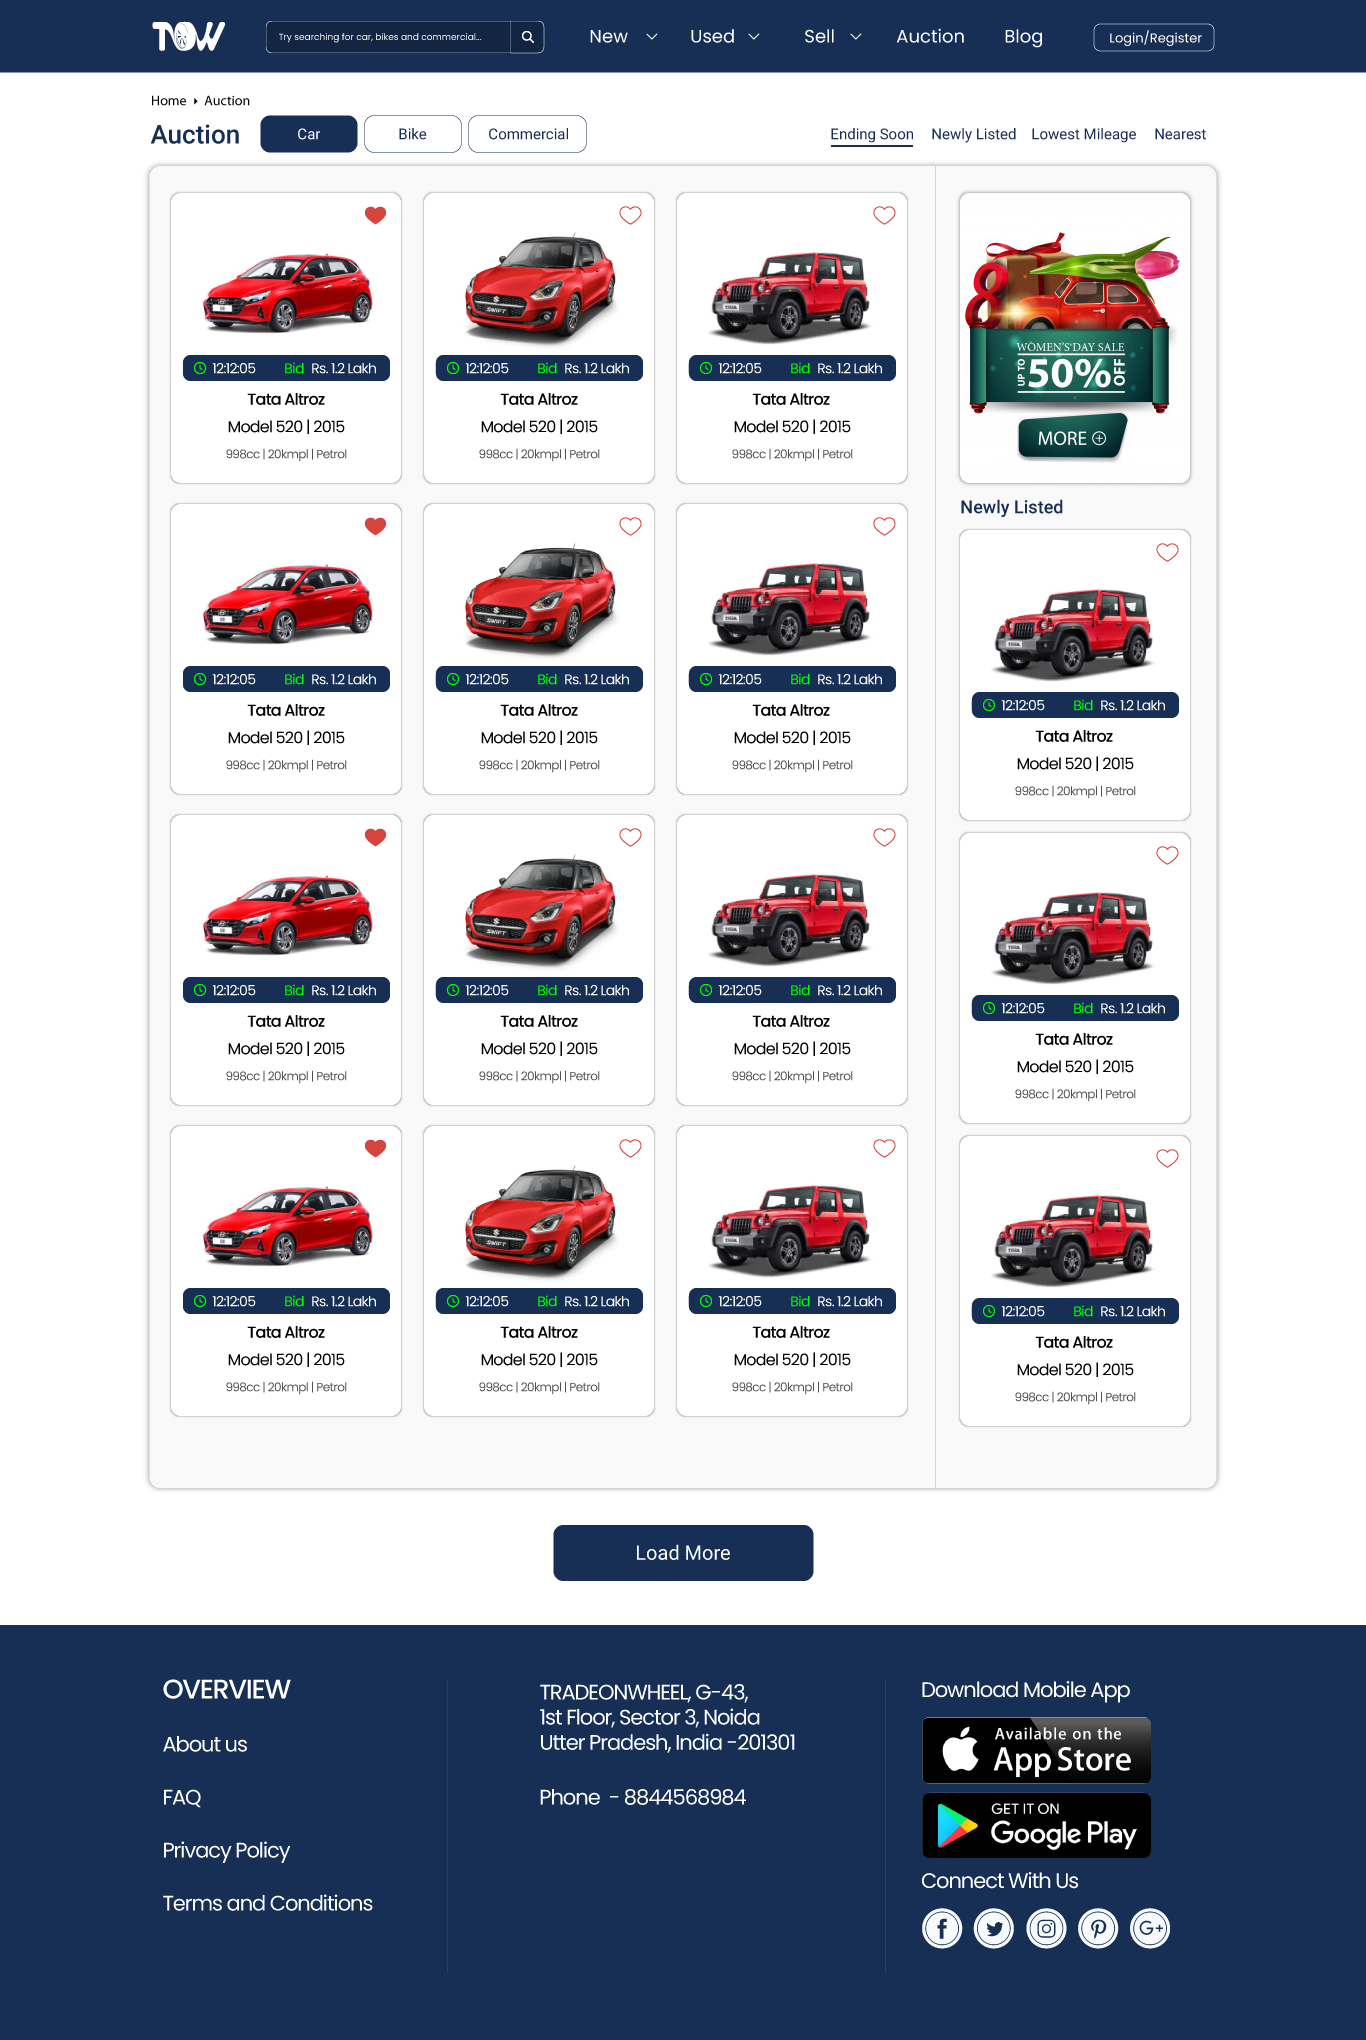 TOW
Try searching for car, bikes and commercial...
New
Used
Sell
Auction
Blog
Login/Register
Home
Auction
Auction
Car
Bike
Commercial
Ending Soon
Newly Listed
Lowest Mileage
Nearest
12:12:05 Bid Rs. 1.2 Lakh
Tata Altroz
Model 520 | 2015
998cc | 20kmpl | Petrol
SWIFT
12:12:05 Bid Rs. 1.2 Lakh
Tata Altroz
Model 520 | 2015
998cc | 20kmpl | Petrol
12:12:05 Bid Rs. 1.2 Lakh
Tata Altroz
Model 520 | 2015
998cc | 20kmpl | Petrol
8
WOMEN'S'DAY SALE
UP TO
50%
OFF
MORE
12:12:05 Bid Rs. 1.2 Lakh
Tata Altroz
Model 520 | 2015
998cc | 20kmpl | Petrol
SWIFT
12:12:05 Bid Rs. 1.2 Lakh
Tata Altroz
Model 520 | 2015
998cc | 20kmpl | Petrol
12:12:05 Bid Rs. 1.2 Lakh
Tata Altroz
Model 520 | 2015
998cc | 20kmpl | Petrol
12:12:05 Bid Rs. 1.2 Lakh
Tata Altroz
Model 520 | 2015
998cc | 20kmpl | Petrol
SWIFT
12:12:05 Bid Rs. 1.2 Lakh
Tata Altroz
Model 520 | 2015
998cc | 20kmpl | Petrol
12:12:05 Bid Rs. 1.2 Lakh
Tata Altroz
Model 520 | 2015
998cc | 20kmpl | Petrol
12:12:05 Bid Rs. 1.2 Lakh
Tata Altroz
Model 520 | 2015
998cc | 20kmpl | Petrol
SWIFT
12:12:05 Bid Rs. 1.2 Lakh
Tata Altroz
Model 520 | 2015
998cc | 20kmpl | Petrol
12:12:05 Bid Rs. 1.2 Lakh
Tata Altroz
Model 520 | 2015
998cc | 20kmpl | Petrol
Newly Listed
12:12:05 Bid Rs. 1.2 Lakh
Tata Altroz
Model 520 | 2015
998cc | 20kmpl | Petrol
12:12:05 Bid Rs. 1.2 Lakh
Tata Altroz
Model 520 | 2015
998cc | 20kmpl | Petrol
12:12:05 Bid Rs. 1.2 Lakh
Tata Altroz
Model 520 | 2015
998cc | 20kmpl | Petrol
Load More
OVERVIEW
About us
FAQ
Privacy Policy
Terms and Conditions
TRADEONWHEEL, G-43,
1st Floor, Sector 3, Noida
Utter Pradesh, India -201301
Phone - 8844568984
Download Mobile App
Available on the
App Store
GET IT ON
Google Play
Connect With Us
G+